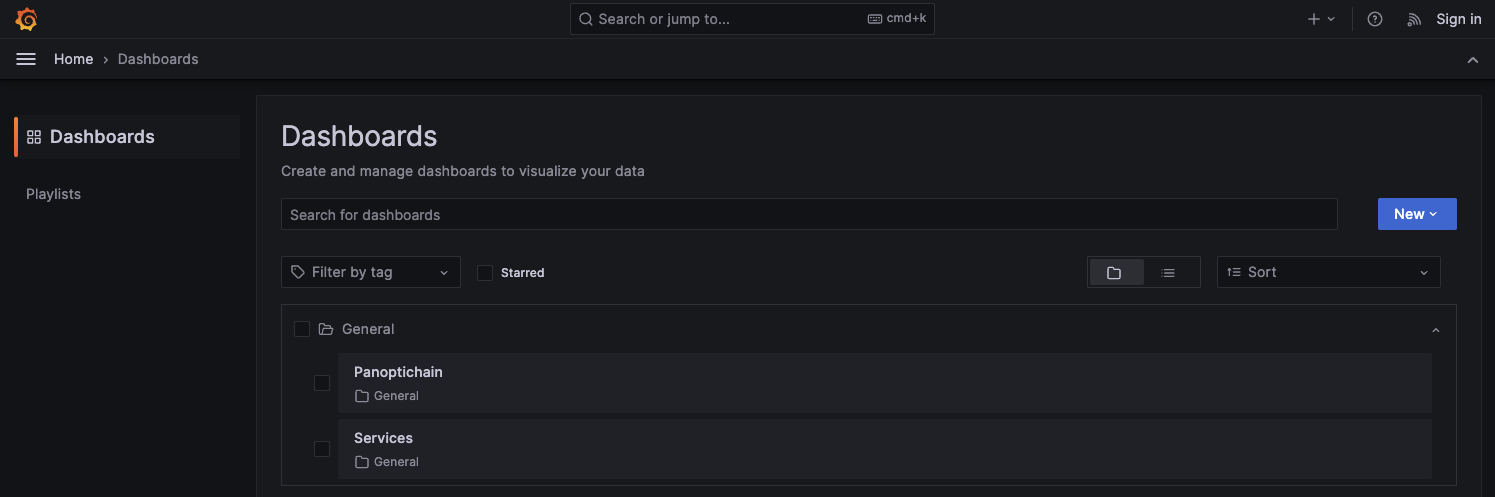 Search or jump to... cmd+k Sign in
Home › Dashboards
Dashboards
Playlists
Dashboards
Create and manage dashboards to visualize your data
Search for dashboards New
Filter by tag Starred Sort
General
Panoptichain
General
Services
General